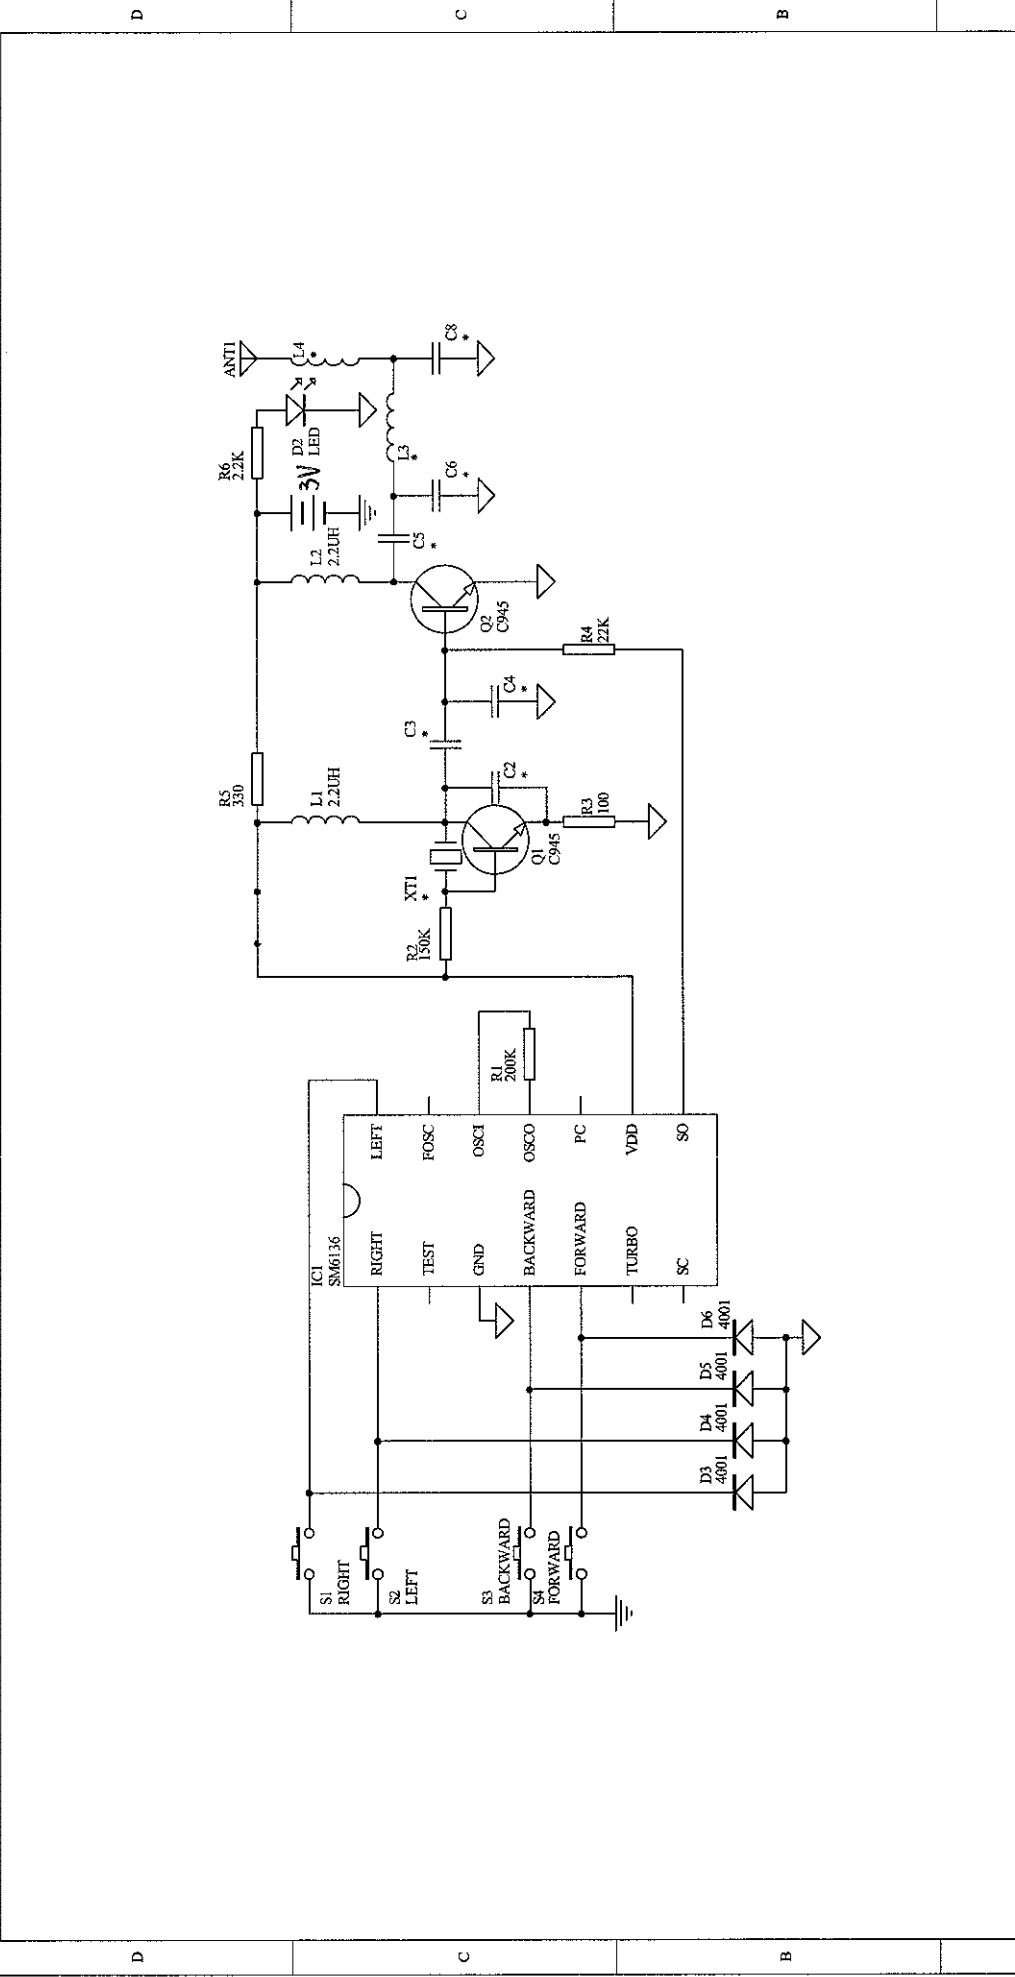 D
C
B
ANT1
L4
*
C8
*
D2
LED
R6
2.2K
3V
L3
*
C6
*
C5
*
L2
2.2UH
Q2
C945
R4
22K
C4
*
C3
*
C2
*
R5
330
L1
2.2UH
R3
100
Q1
C945
XT1
*
R2
150K
R1
200K
IC1
SM6136
LEFT
FOSC
OSCI
OSCO
PC
VDD
SO
RIGHT
TEST
GND
BACKWARD
FORWARD
TURBO
SC
D6
4001
D5
4001
D4
4001
D3
4001
S1
RIGHT
S2
LEFT
S3
BACKWARD
S4
FORWARD
D
C
B